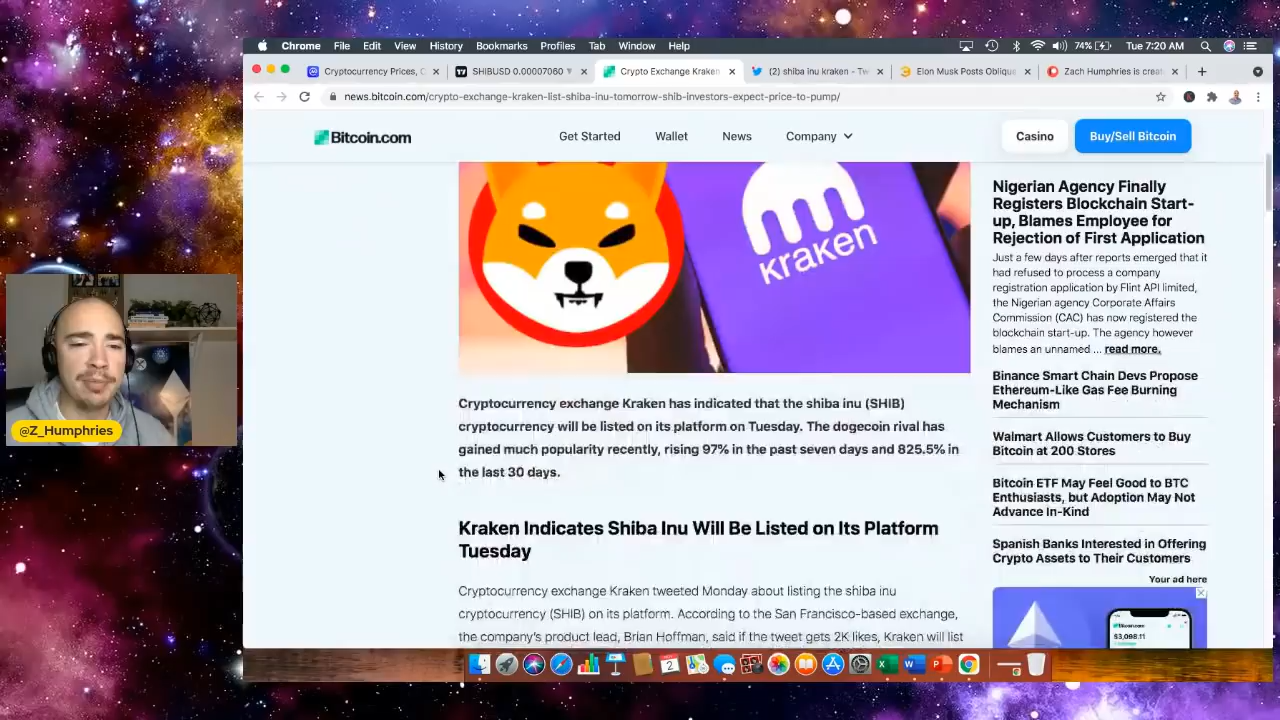 Chrome File Edit View History Bookmarks Profiles Tab Window Help 74% Tue 7:20 AM
Cryptocurrency Prices, C SHIBUSD 0.00007060 ▼ Crypto Exchange Kraken (2) shiba inu kraken - Tw Elon Musk Posts Oblique Zach Humphries is creat
news.bitcoin.com/crypto-exchange-kraken-list-shiba-inu-tomorrow-shib-investors-expect-price-to-pump/
Bitcoin.com Get Started Wallet News Company Casino Buy/Sell Bitcoin
kraken
Cryptocurrency exchange Kraken has indicated that the shiba inu (SHIB)
cryptocurrency will be listed on its platform on Tuesday. The dogecoin rival has
gained much popularity recently, rising 97% in the past seven days and 825.5% in
the last 30 days.
Kraken Indicates Shiba Inu Will Be Listed on Its Platform
Tuesday
Cryptocurrency exchange Kraken tweeted Monday about listing the shiba inu
cryptocurrency (SHIB) on its platform. According to the San Francisco-based exchange,
the company's product lead, Brian Hoffman, said if the tweet gets 2K likes, Kraken will list
Nigerian Agency Finally
Registers Blockchain Start-
up, Blames Employee for
Rejection of First Application
Just a few days after reports emerged that it
had refused to process a company
registration application by Flint API limited,
the Nigerian agency Corporate Affairs
Commission (CAC) has now registered the
blockchain start-up. The agency however
blames an unnamed ... read more.
Binance Smart Chain Devs Propose
Ethereum-Like Gas Fee Burning
Mechanism
Walmart Allows Customers to Buy
Bitcoin at 200 Stores
Bitcoin ETF May Feel Good to BTC
Enthusiasts, but Adoption May Not
Advance In-Kind
Spanish Banks Interested in Offering
Crypto Assets to Their Customers
Your ad here
$3,098.11
@Z_Humphries
2